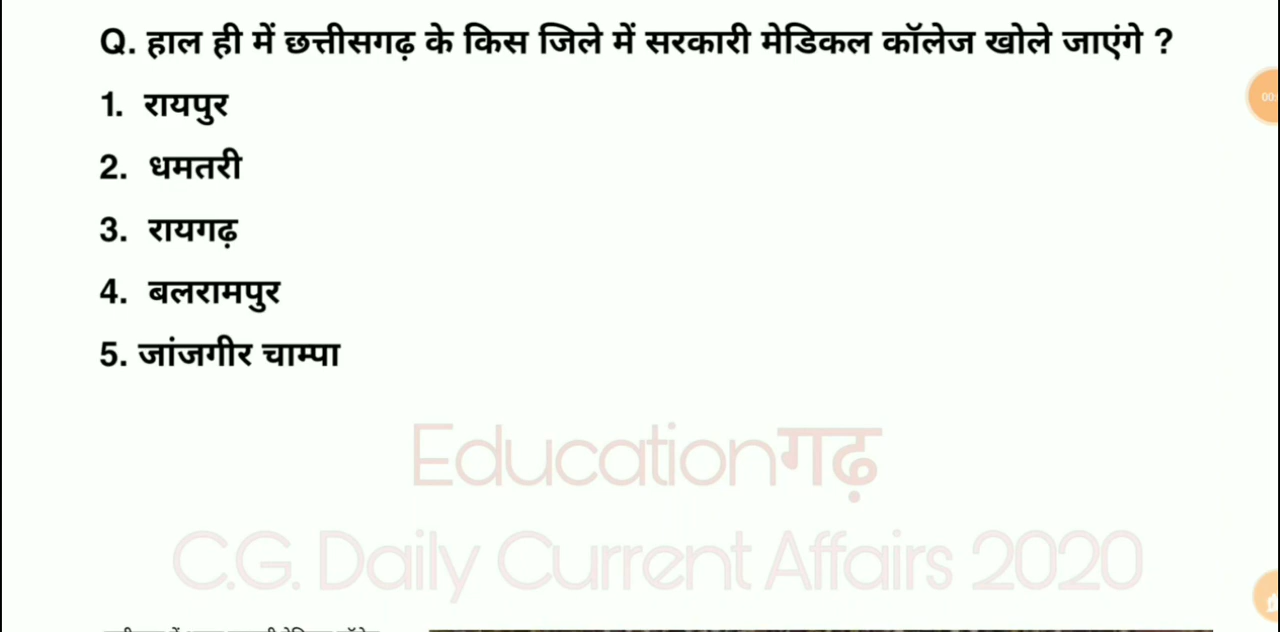 Q. हाल ही में छत्तीसगढ़ के किस जिले में सरकारी मेडिकल कॉलेज खोले जाएंगे ?
1. रायपुर
2. धमतरी
3. रायगढ़
4. बलरामपुर
5. जांजगीर चाम्पा
Educationगढ़
C.G. Daily Current Affairs 2020
00: